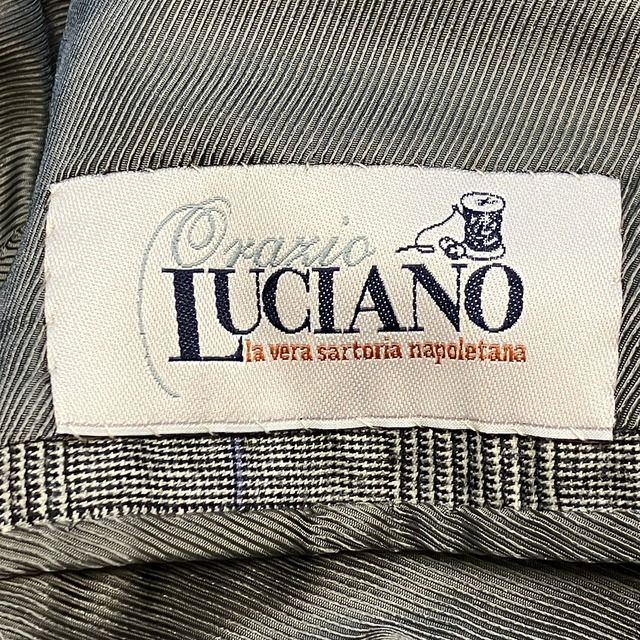 Orazio
LUCIANO
la vera sartoria napoletana